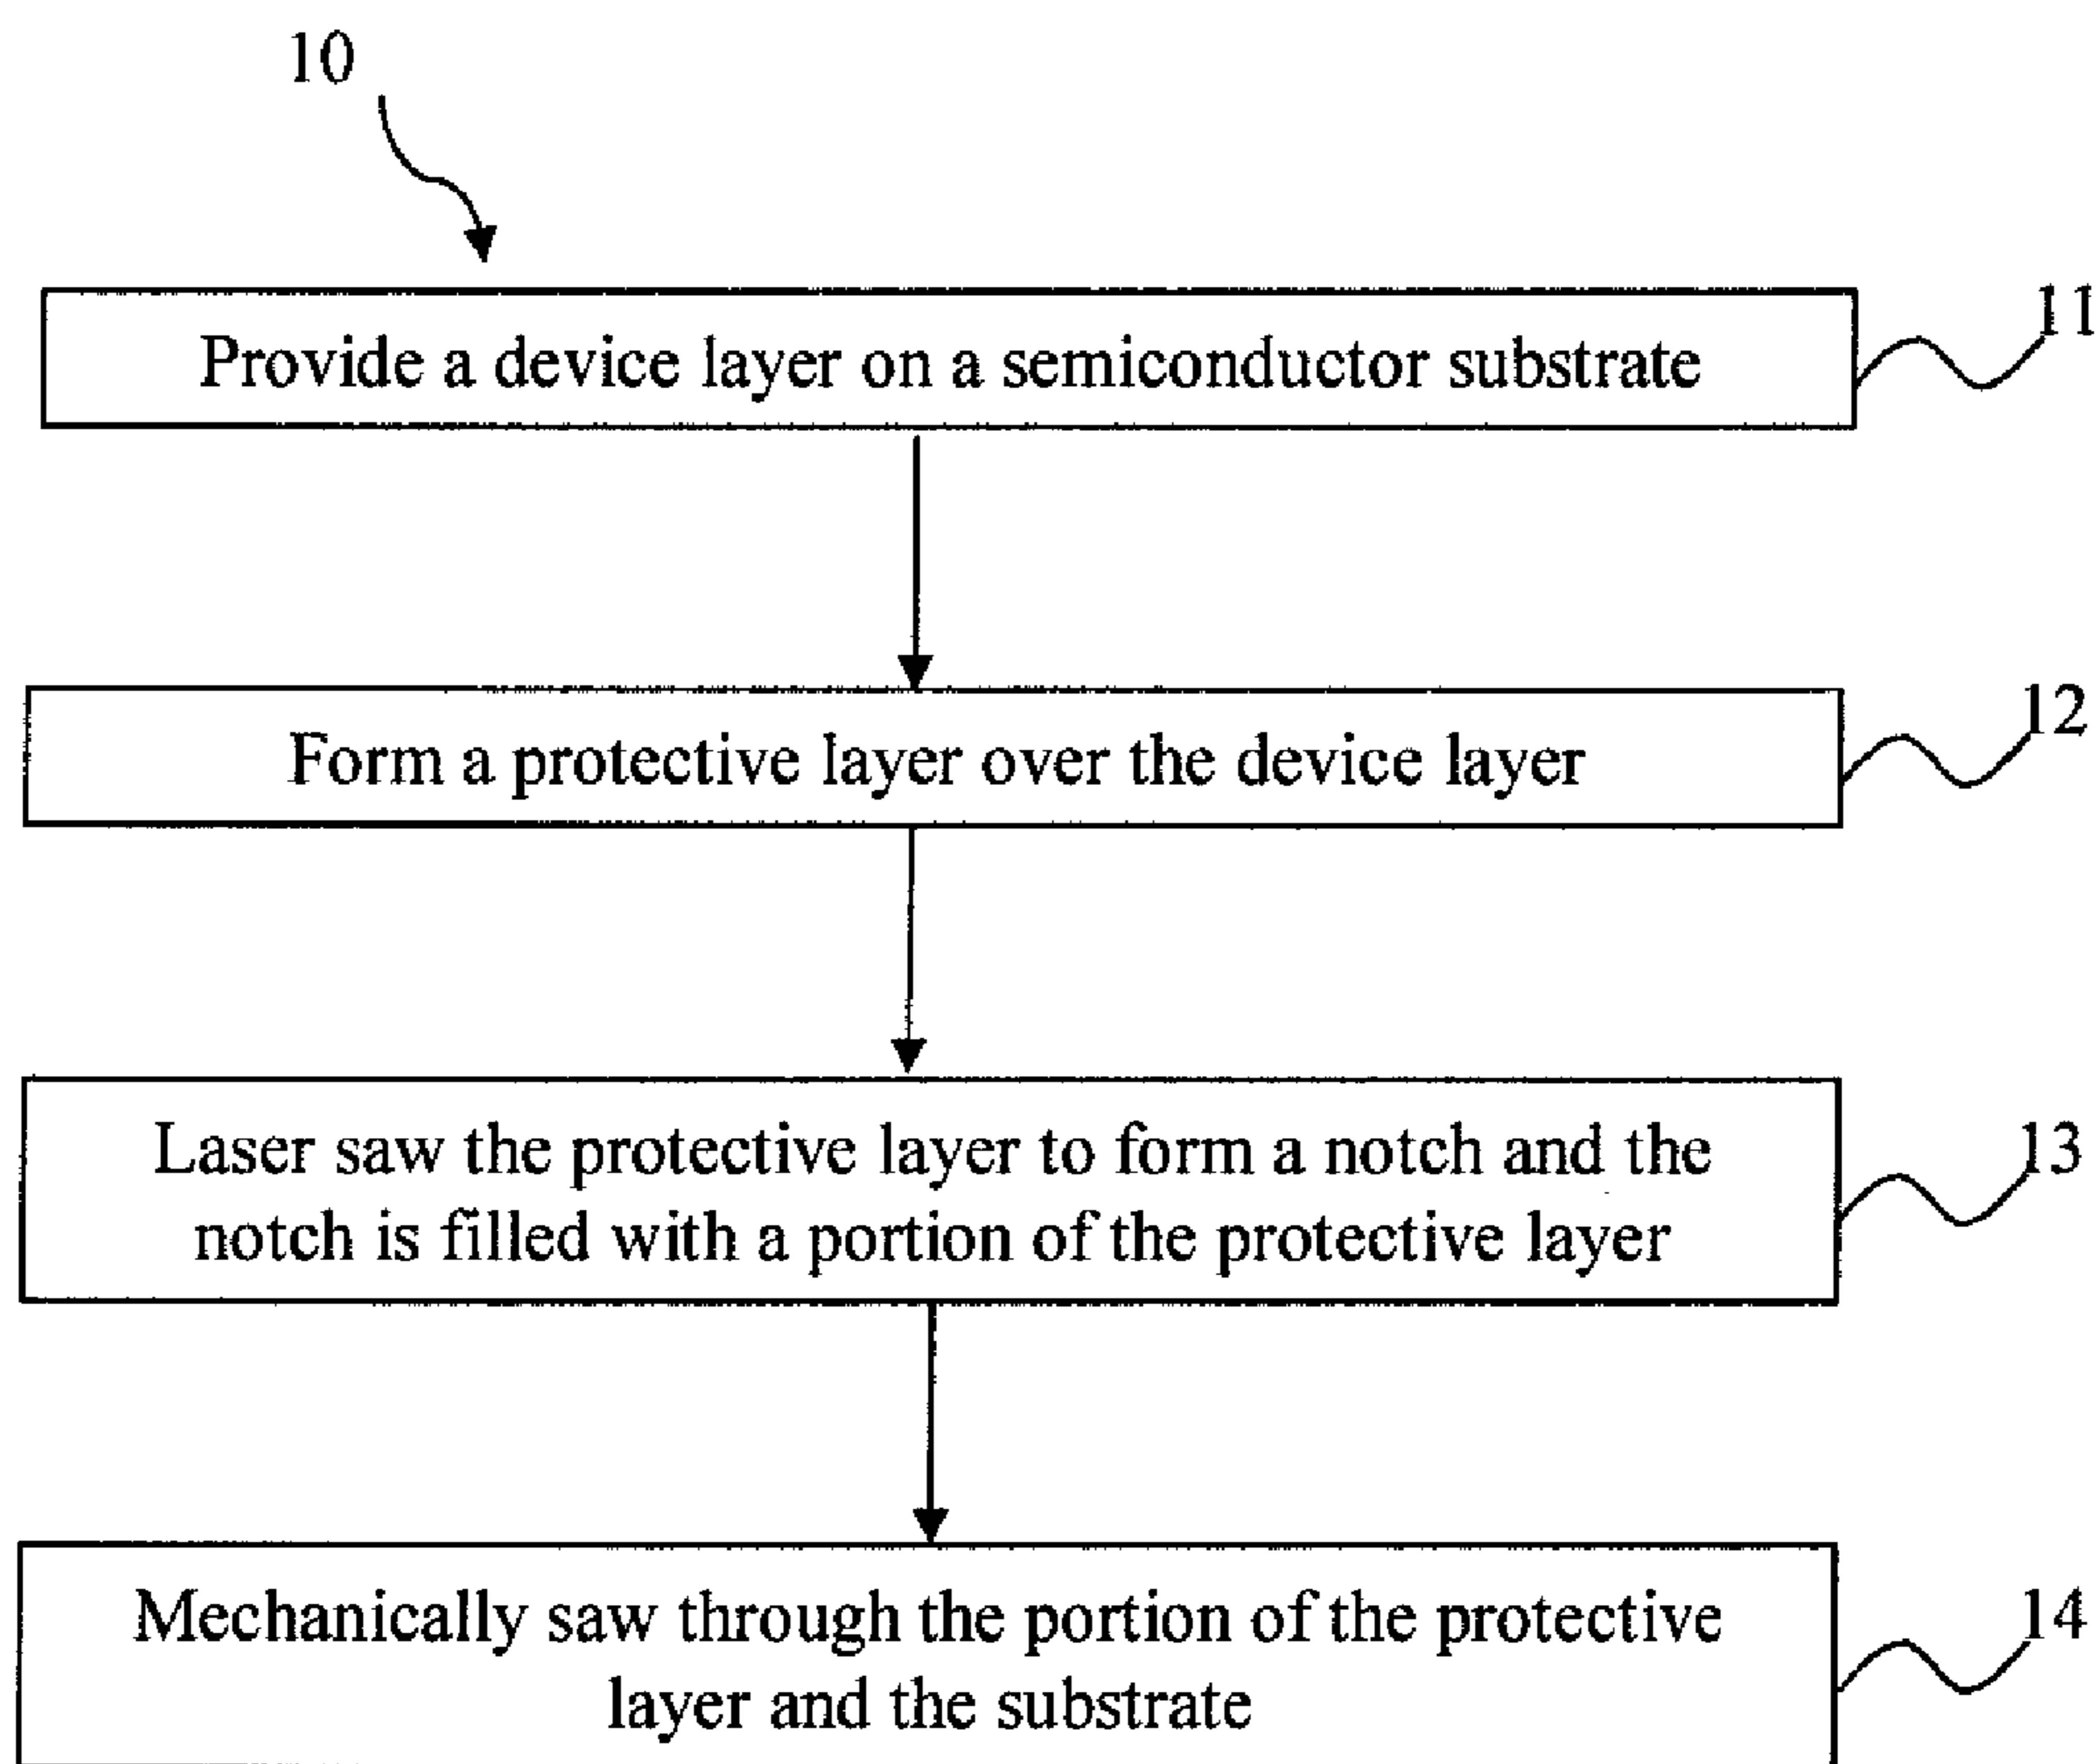 10
Provide a device layer on a semiconductor substrate
11
Form a protective layer over the device layer
12
Laser saw the protective layer to form a notch and the
notch is filled with a portion of the protective layer
13
Mechanically saw through the portion of the protective
layer and the substrate
14